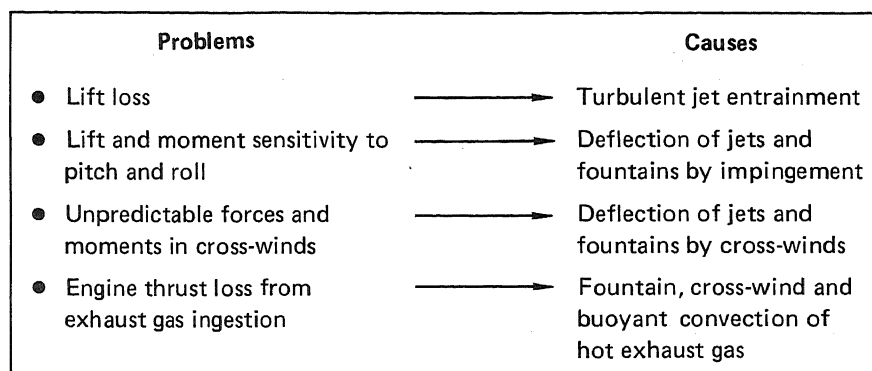 Problems Causes
● Lift loss → Turbulent jet entrainment
● Lift and moment sensitivity to → Deflection of jets and
pitch and roll fountains by impingement
● Unpredictable forces and → Deflection of jets and
moments in cross-winds fountains by cross-winds
● Engine thrust loss from → Fountain, cross-wind and
exhaust gas ingestion buoyant convection of
hot exhaust gas